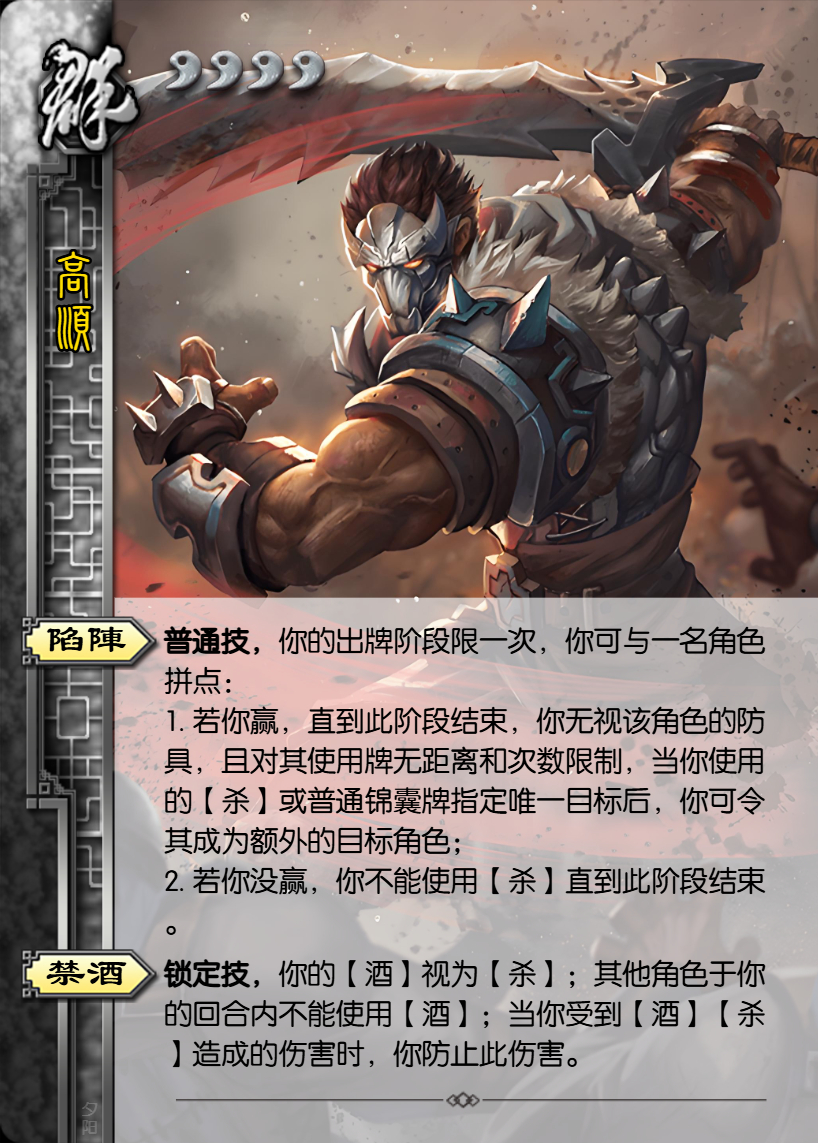 群
高順
陷陣
普通技，你的出牌阶段限一次，你可与一名角色
拼点：
1. 若你赢，直到此阶段结束，你无视该角色的防
具，且对其使用牌无距离和次数限制，当你使用
的【杀】或普通锦囊牌指定唯一目标后，你可令
其成为额外的目标角色；
2. 若你没赢，你不能使用【杀】直到此阶段结束
。
禁酒
锁定技，你的【酒】视为【杀】；其他角色于你
的回合内不能使用【酒】；当你受到【酒】【杀
】造成的伤害时，你防止此伤害。
夕阳